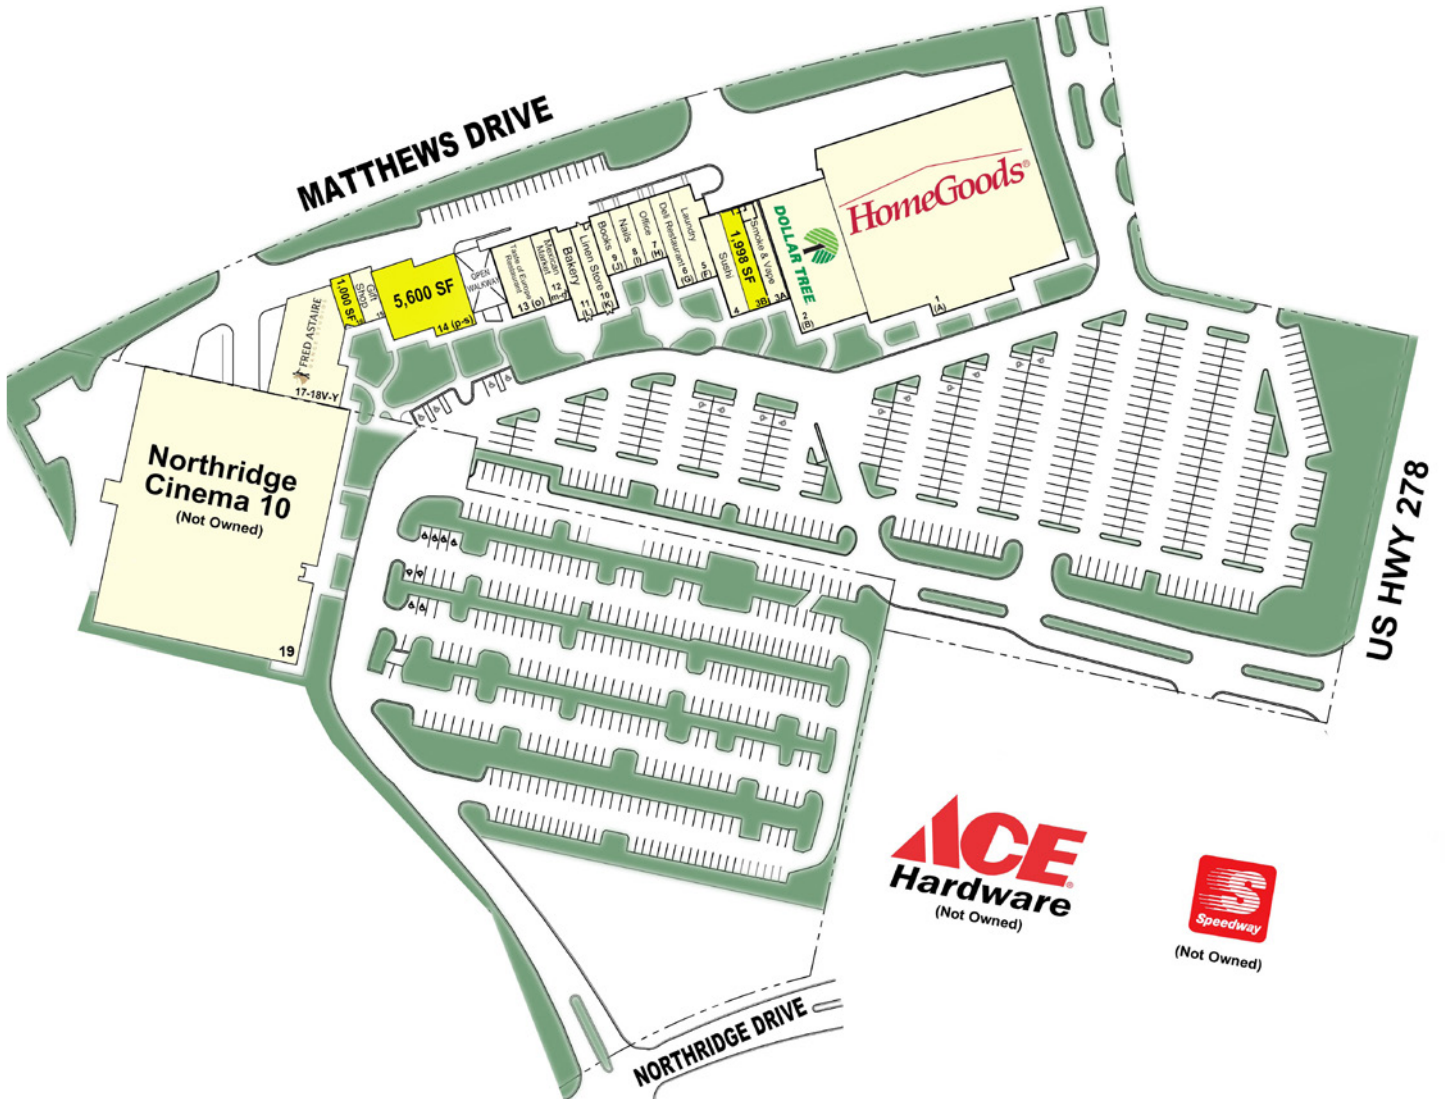 MATTHEWS DRIVE
HomeGoods®
1
(A)
DOLLAR TREE
2
(B)
Smoke & Vape
3A
1,998 SF
3B
Sushi
4
Laundry
5
(F)
Deli Restaurant
6
(G)
Office
7
(H)
Nails
8
(I)
Books
9
(J)
Linen Store
10
(K)
11
(L)
Bakery
Mexican
Market
12
(m-n)
Taste of Europe
Restaurant
13 (o)
OPEN
WALKWAY
5,600 SF
14 (p-s)
Gift
Shop
15
1,000 SF
FRED ASTAIRE
17-18V-Y
Northridge
Cinema 10
(Not Owned)
19
US HWY 278
ACE
Hardware
(Not Owned)
S
Speedway
(Not Owned)
NORTHRIDGE DRIVE